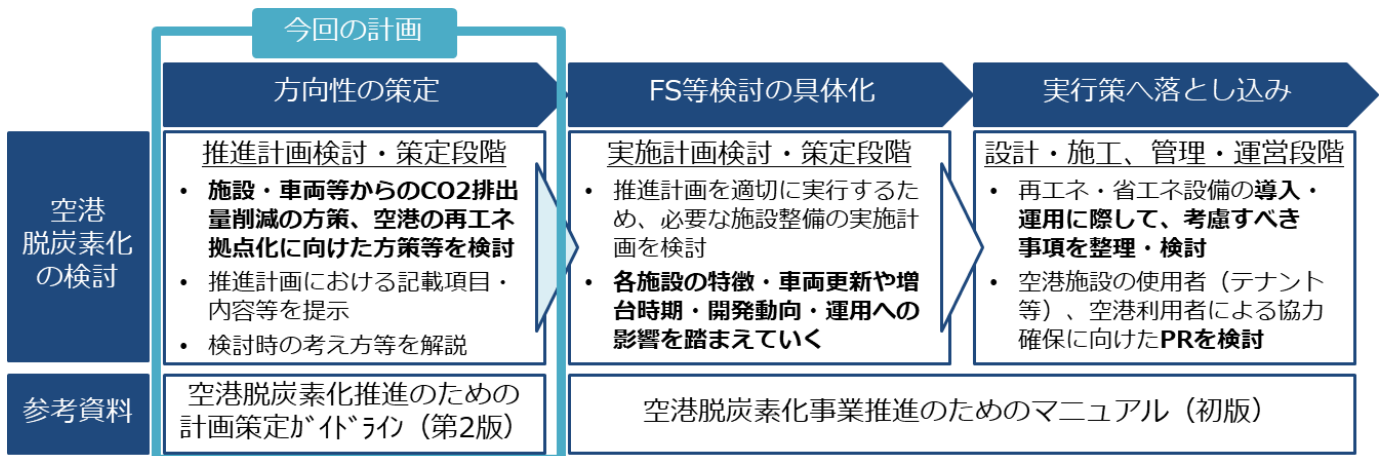 今回の計画
方向性の策定
FS等検討の具体化
実行策へ落とし込み
空港
脱炭素化
の検討
推進計画検討・策定段階
• 施設・車両等からのCO2排出
量削減の方策、空港の再エネ
拠点化に向けた方策等を検討
• 推進計画における記載項目・
内容等を提示
• 検討時の考え方等を解説
実施計画検討・策定段階
• 推進計画を適切に実行するた
め、必要な施設整備の実施計
画を検討
• 各施設の特徴・車両更新や増
台時期・開発動向・運用への
影響を踏まえていく
設計・施工、管理・運営段階
• 再エネ・省エネ設備の導入・
運用に際して、考慮すべき
事項を整理・検討
• 空港施設の使用者（テナント
等）、空港利用者による協力
確保に向けたPRを検討
参考資料
空港脱炭素化推進のための
計画策定ｶﾞｲﾄﾞﾗｲﾝ（第2版）
空港脱炭素化事業推進のためのマニュアル（初版）